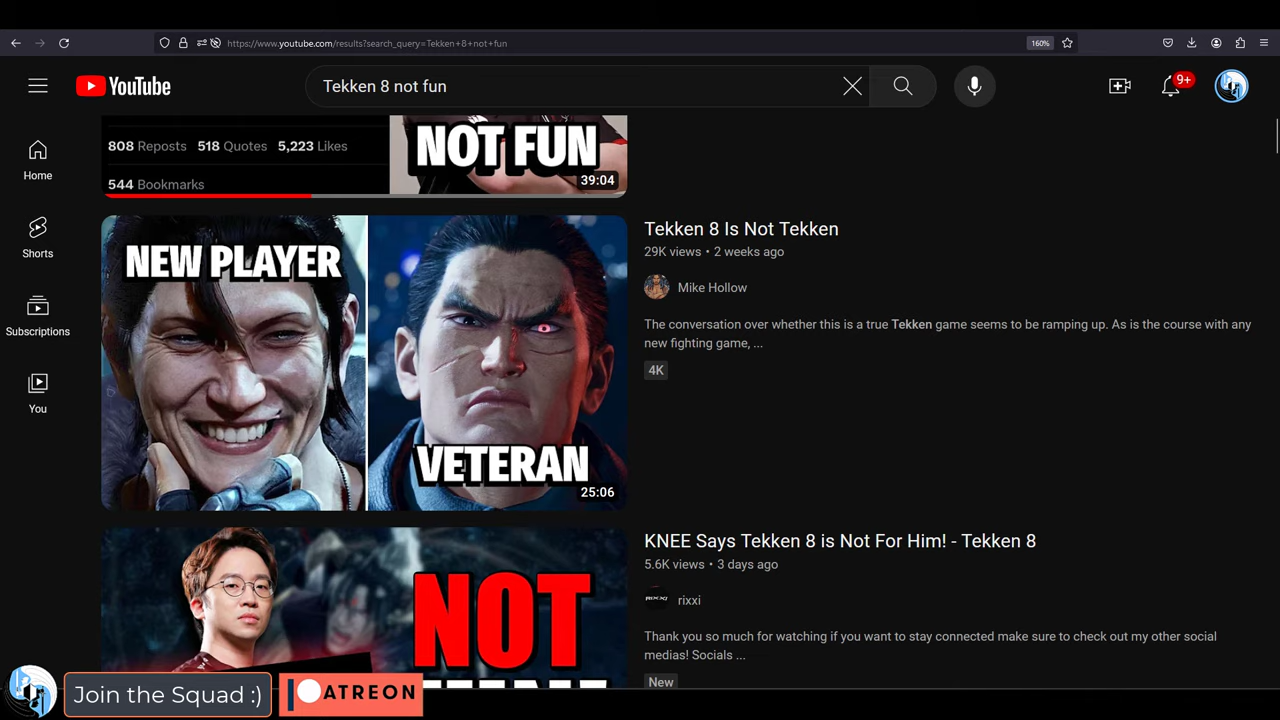 https://www.youtube.com/results?search_query=Tekken+8+not+fun
160%
YouTube
Tekken 8 not fun
9+
Home
Shorts
Subscriptions
You
808 Reposts 518 Quotes 5,223 Likes
544 Bookmarks
NOT FUN
39:04
NEW PLAYER
VETERAN
25:06
Tekken 8 Is Not Tekken
29K views • 2 weeks ago
Mike Hollow
The conversation over whether this is a true Tekken game seems to be ramping up. As is the course with any
new fighting game, ...
4K
NOT
KNEE Says Tekken 8 is Not For Him! - Tekken 8
5.6K views • 3 days ago
rixxi
Thank you so much for watching if you want to stay connected make sure to check out my other social
medias! Socials ...
New
Join the Squad :)
PATREON